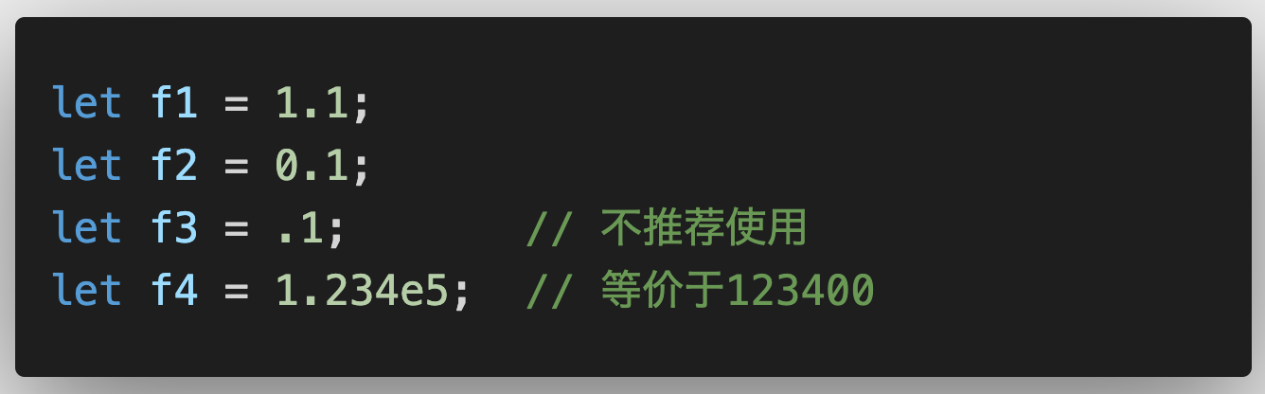 let f1 = 1.1;
let f2 = 0.1;
let f3 = .1;       // 不推荐使用
let f4 = 1.234e5;  // 等价于123400